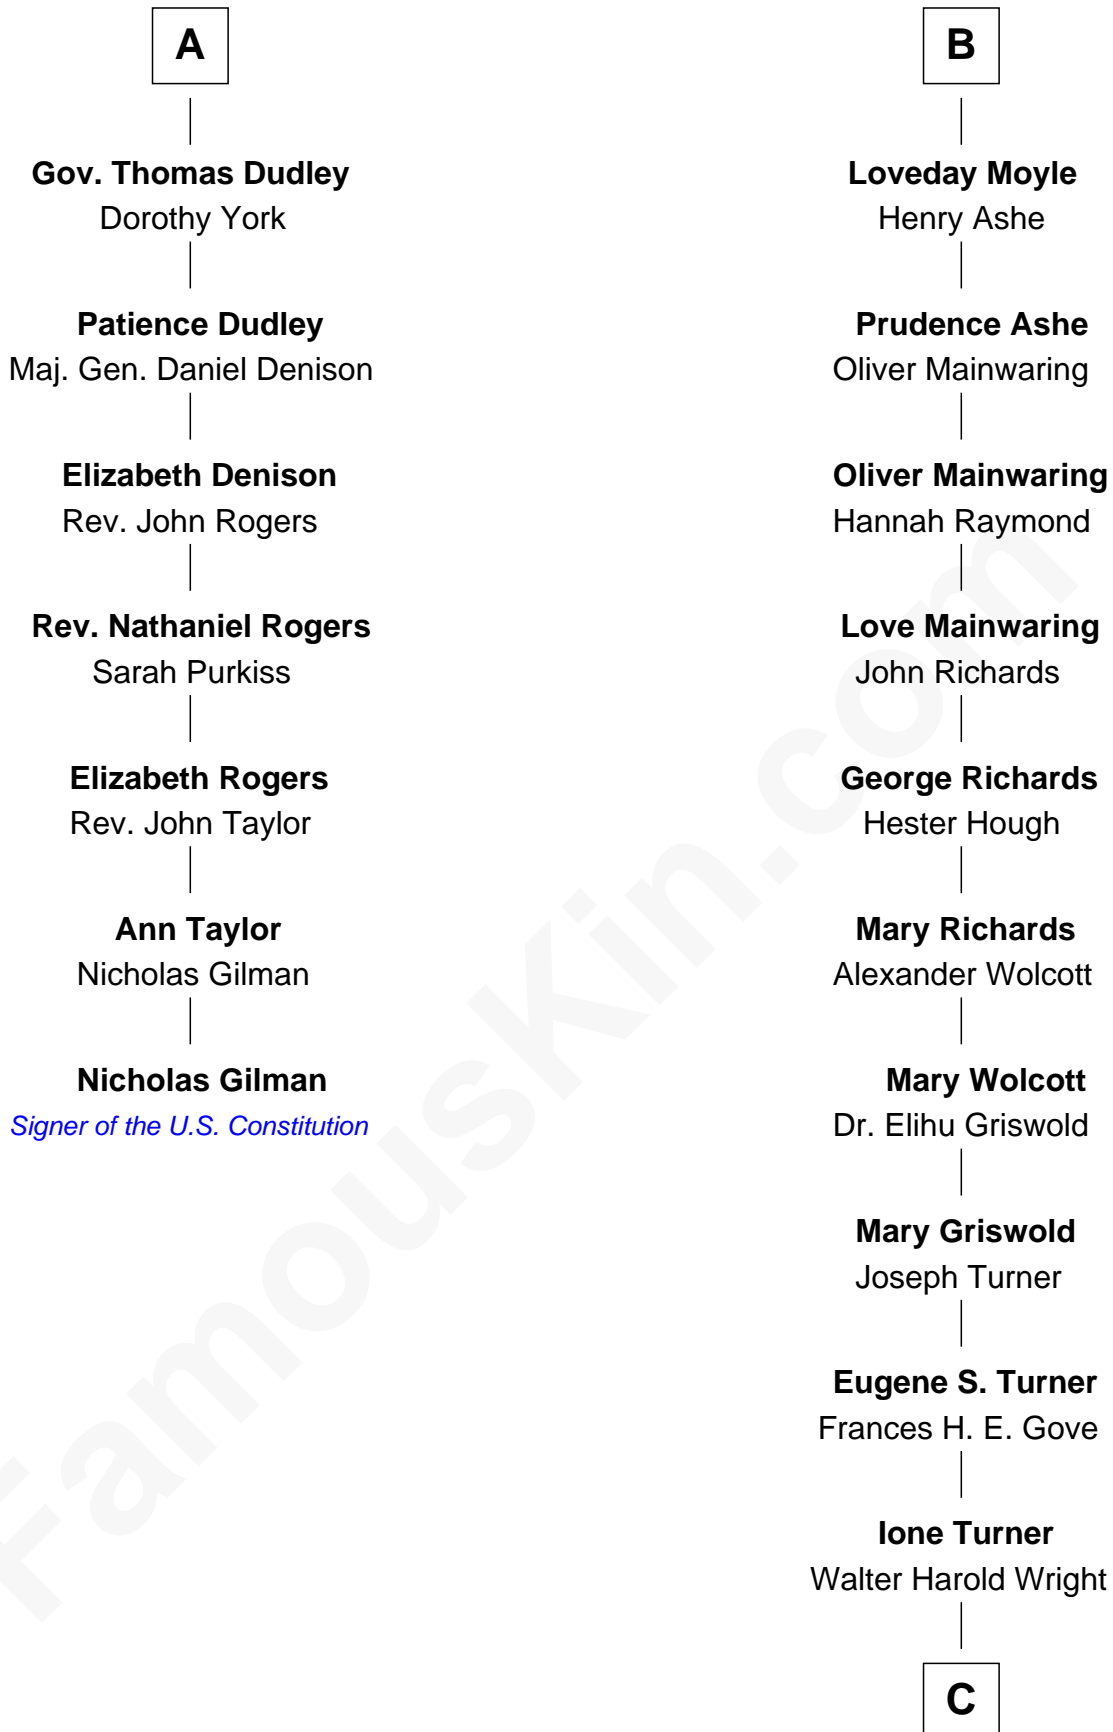 A
Gov. Thomas Dudley
Dorothy York
Patience Dudley
Maj. Gen. Daniel Denison
Elizabeth Denison
Rev. John Rogers
Rev. Nathaniel Rogers
Sarah Purkiss
Elizabeth Rogers
Rev. John Taylor
Ann Taylor
Nicholas Gilman
Nicholas Gilman
Signer of the U.S. Constitution
B
Loveday Moyle
Henry Ashe
Prudence Ashe
Oliver Mainwaring
Oliver Mainwaring
Hannah Raymond
Love Mainwaring
John Richards
George Richards
Hester Hough
Mary Richards
Alexander Wolcott
Mary Wolcott
Dr. Elihu Griswold
Mary Griswold
Joseph Turner
Eugene S. Turner
Frances H. E. Gove
Ione Turner
Walter Harold Wright
C
FamousKin.com